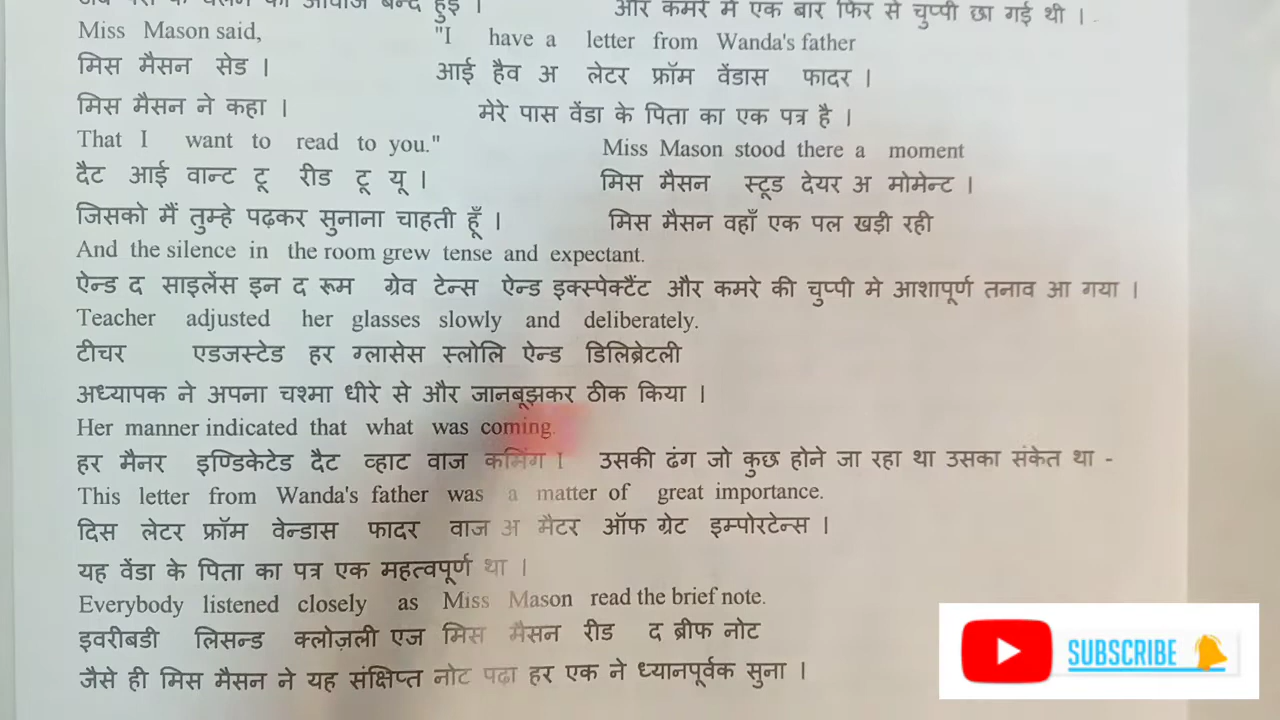 हुई । और कमरे में एक बार फिर से चुप्पी छा गई थी ।
Miss Mason said, "I have a letter from Wanda's father
मिस मैसन सेड । आई हैव अ लेटर फ्रॉम वेंडास फादर ।
मिस मैसन ने कहा । मेरे पास वेंडा के पिता का एक पत्र है ।
That I want to read to you." Miss Mason stood there a moment
दैट आई वान्ट टू रीड टू यू । मिस मैसन स्टूड देयर अ मोमेन्ट ।
जिसको मैं तुम्हे पढ़कर सुनाना चाहती हूँ । मिस मैसन वहाँ एक पल खड़ी रही
And the silence in the room grew tense and expectant.
ऐन्ड द साइलेंस इन द रूम ग्रेव टेन्स ऐन्ड इक्स्पेक्टैंट और कमरे की चुप्पी मे आशापूर्ण तनाव आ गया ।
Teacher adjusted her glasses slowly and deliberately.
टीचर एडजस्टेड हर ग्लासेस स्लोलि ऐन्ड डिलिब्रेटली
अध्यापक ने अपना चश्मा धीरे से और जानबूझकर ठीक किया ।
Her manner indicated that what was coming.
हर मैनर इण्डिकेटेड दैट व्हाट वाज कमिंग । उसकी ढंग जो कुछ होने जा रहा था उसका संकेत था -
This letter from Wanda's father was a matter of great importance.
दिस लेटर फ्रॉम वेन्डास फादर वाज अ मैटर ऑफ ग्रेट इम्पोरटेन्स ।
यह वेंडा के पिता का पत्र एक महत्वपूर्ण था ।
Everybody listened closely as Miss Mason read the brief note.
इवरीबडी लिसन्ड क्लोज़ली एज मिस मैसन रीड द ब्रीफ नोट
जैसे ही मिस मैसन ने यह संक्षिप्त नोट पढ़ा हर एक ने ध्यानपूर्वक सुना ।
SUBSCRIBE